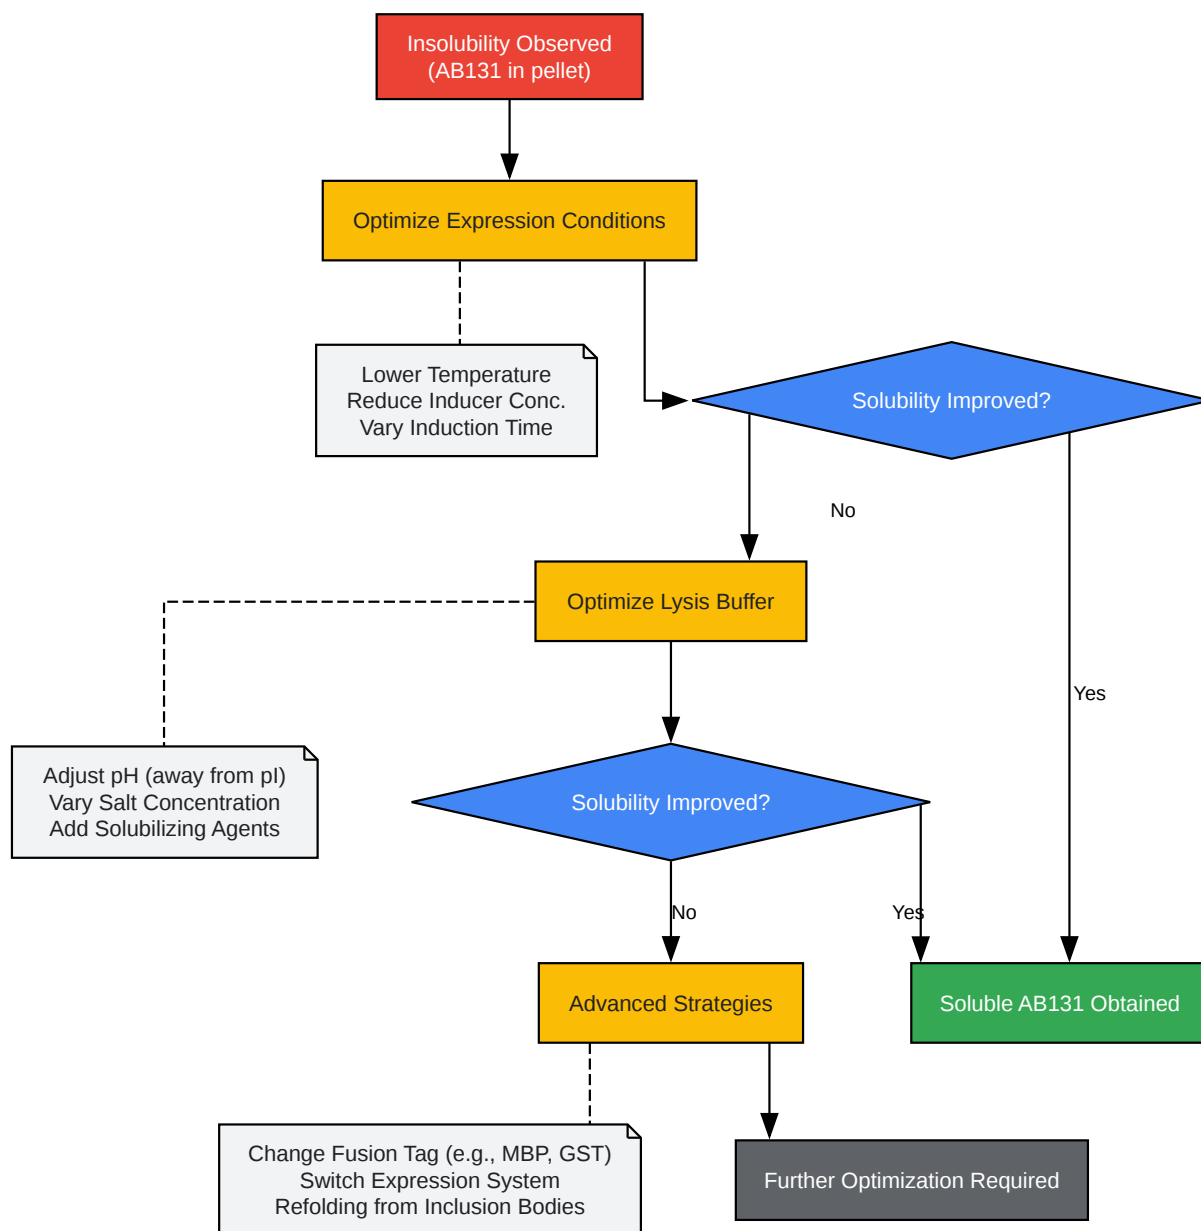 Insolubility Observed
(AB131 in pellet)
Optimize Expression Conditions
Lower Temperature
Reduce Inducer Conc.
Vary Induction Time
Solubility Improved?
No
Yes
Optimize Lysis Buffer
Adjust pH (away from pI)
Vary Salt Concentration
Add Solubilizing Agents
Solubility Improved?
No
Yes
Advanced Strategies
Soluble AB131 Obtained
Change Fusion Tag (e.g., MBP, GST)
Switch Expression System
Refolding from Inclusion Bodies
Further Optimization Required